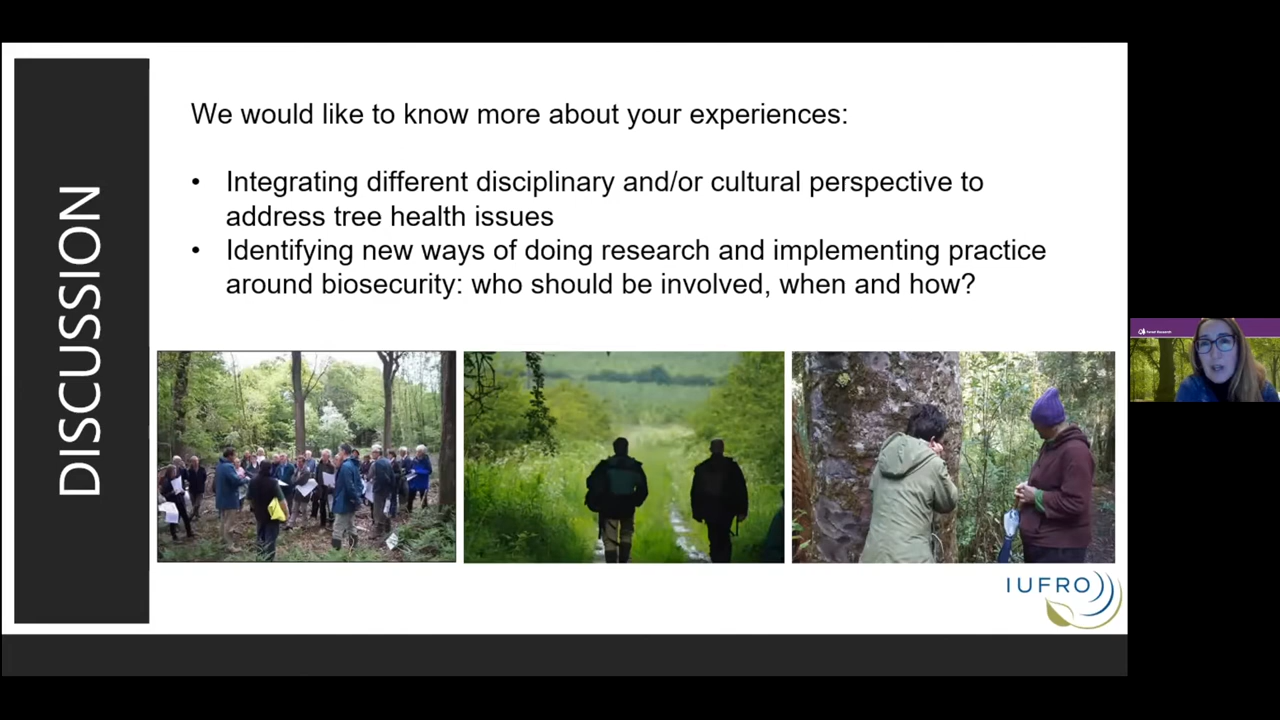 DISCUSSION
We would like to know more about your experiences:
• Integrating different disciplinary and/or cultural perspective to
address tree health issues
• Identifying new ways of doing research and implementing practice
around biosecurity: who should be involved, when and how?
IUFRO
Forest Research